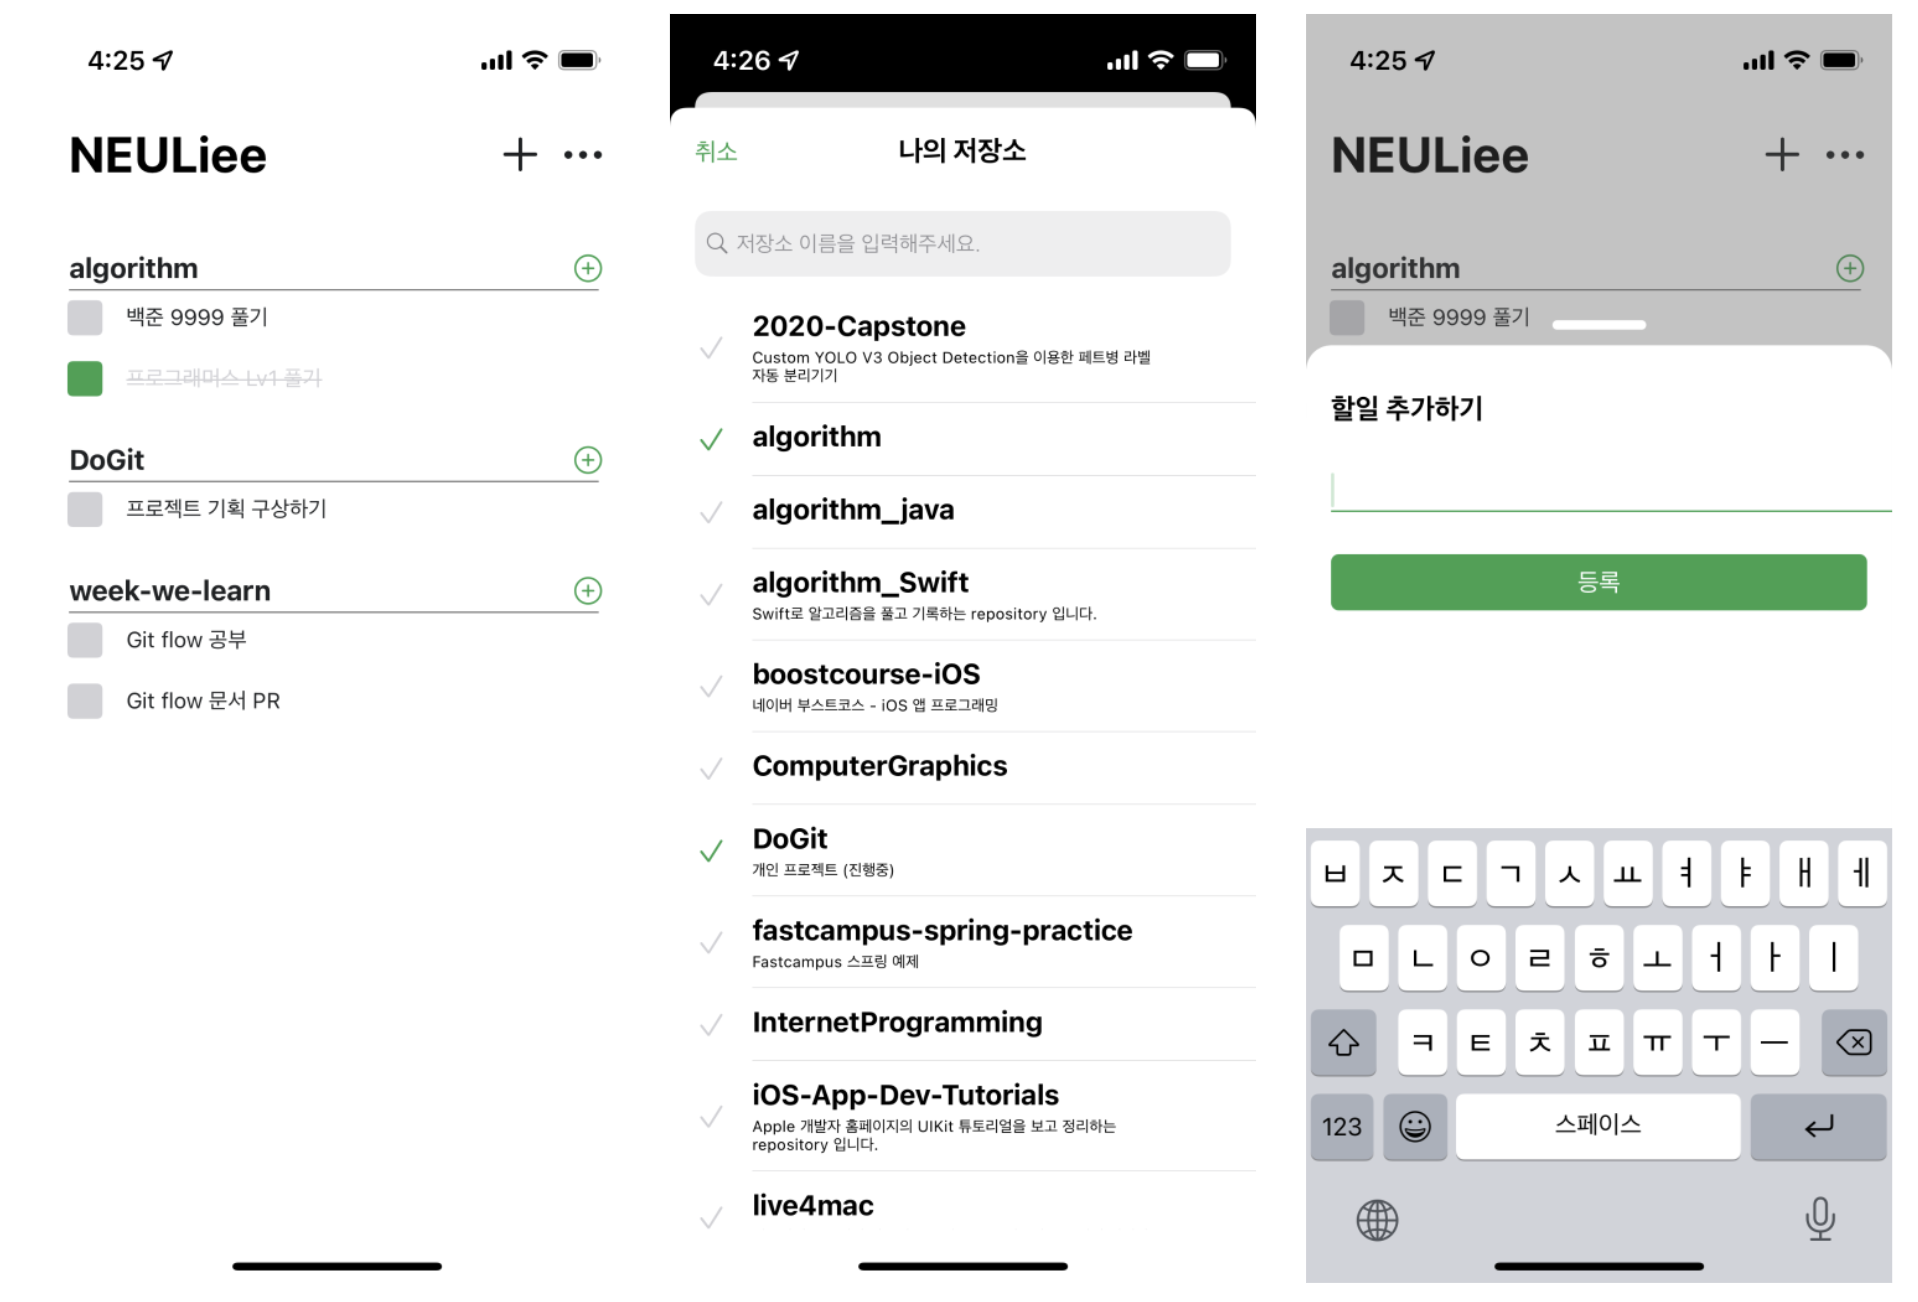 4:25
NEULiee
algorithm
백준 9999 풀기
프로그래머스 Lv1 풀기
DoGit
프로젝트 기획 구상하기
week-we-learn
Git flow 공부
Git flow 문서 PR
4:26
취소
나의 저장소
저장소 이름을 입력해주세요.
2020-Capstone
Custom YOLO V3 Object Detection을 이용한 페트병 라벨
자동 분리기기
algorithm
algorithm_java
algorithm_Swift
Swift로 알고리즘을 풀고 기록하는 repository 입니다.
boostcourse-iOS
네이버 부스트코스 - iOS 앱 프로그래밍
ComputerGraphics
DoGit
개인 프로젝트 (진행중)
fastcampus-spring-practice
Fastcampus 스프링 예제
InternetProgramming
iOS-App-Dev-Tutorials
Apple 개발자 홈페이지의 UIKit 튜토리얼을 보고 정리하는
repository 입니다.
live4mac
4:25
NEULiee
algorithm
백준 9999 풀기
할일 추가하기
등록
ㅂ ㅈ ㄷ ㄱ ㅅ ㅛ ㅕ ㅑ ㅐ ㅔ
ㅁ ㄴ ㅇ ㄹ ㅎ ㅗ ㅓ ㅏ ㅣ
ㅋ ㅌ ㅊ ㅍ ㅠ ㅜ ㅡ
123 스페이스